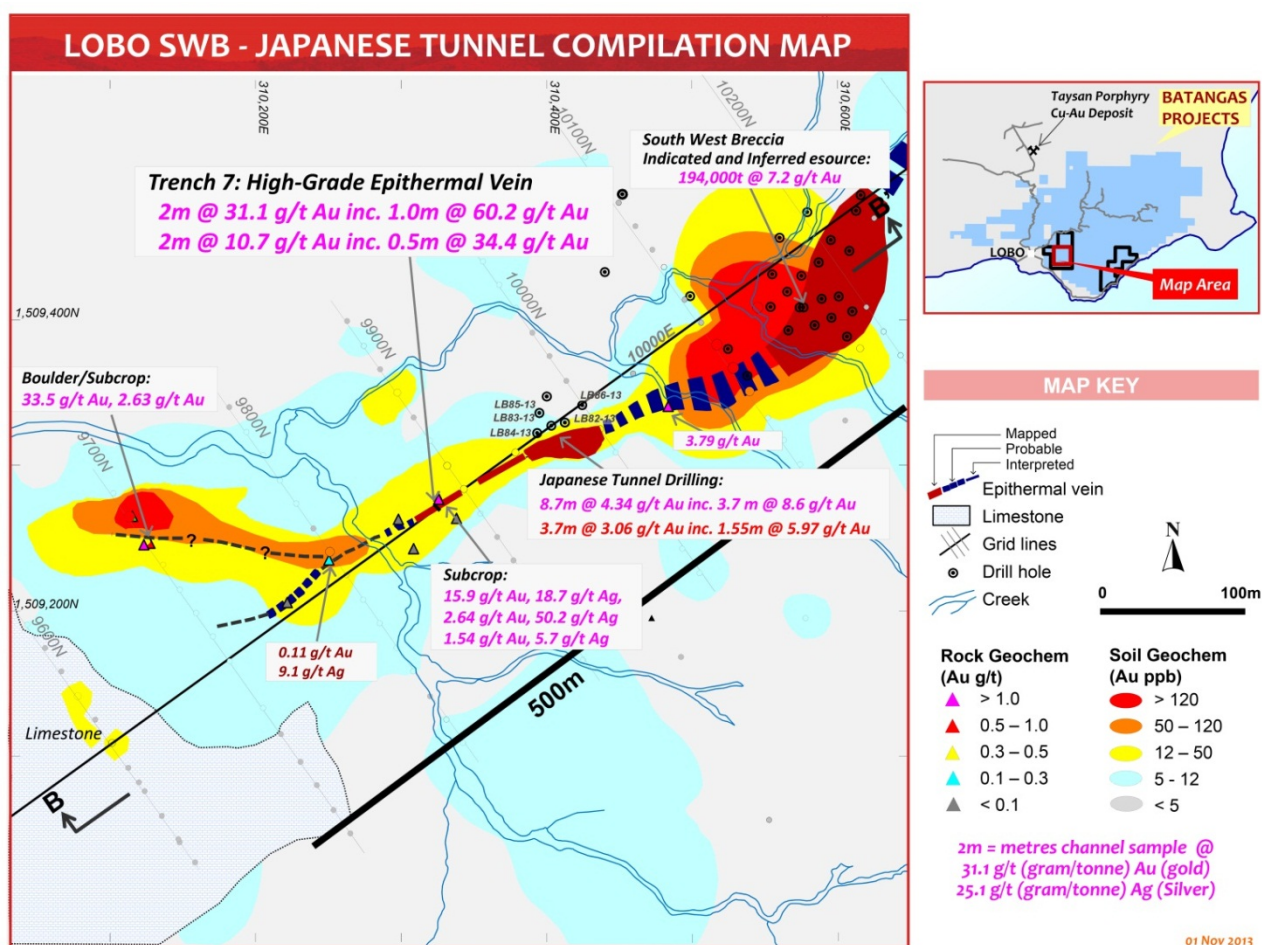 LOBO SWB - JAPANESE TUNNEL COMPILATION MAP
310,200E
310,400E
310,600E
10200N
10100N
10000N
9900N
9800N
9700N
9600N
10000E
1,509,400N
1,509,200N
South West Breccia
Indicated and Inferred esource:
194,000t @ 7.2 g/t Au
Trench 7: High-Grade Epithermal Vein
2m @ 31.1 g/t Au inc. 1.0m @ 60.2 g/t Au
2m @ 10.7 g/t Au inc. 0.5m @ 34.4 g/t Au
B
Boulder/Subcrop:
33.5 g/t Au, 2.63 g/t Au
LB85-13
LB86-13
LB83-13
LB82-13
LB84-13
3.79 g/t Au
Japanese Tunnel Drilling:
8.7m @ 4.34 g/t Au inc. 3.7 m @ 8.6 g/t Au
3.7m @ 3.06 g/t Au inc. 1.55m @ 5.97 g/t Au
?
?
Subcrop:
15.9 g/t Au, 18.7 g/t Ag,
2.64 g/t Au, 50.2 g/t Ag
1.54 g/t Au, 5.7 g/t Ag
0.11 g/t Au
9.1 g/t Ag
500m
Limestone
B
Taysan Porphyry
Cu-Au Deposit
BATANGAS
PROJECTS
LOBO
Map Area
MAP KEY
Mapped
Probable
Interpreted
Epithermal vein
Limestone
Grid lines
Drill hole
Creek
N
0 100m
Rock Geochem
(Au g/t)
> 1.0
0.5 – 1.0
0.3 – 0.5
0.1 – 0.3
< 0.1
Soil Geochem
(Au ppb)
> 120
50 – 120
12 – 50
5 - 12
< 5
2m = metres channel sample @
31.1 g/t (gram/tonne) Au (gold)
25.1 g/t (gram/tonne) Ag (Silver)
01 Nov 2013